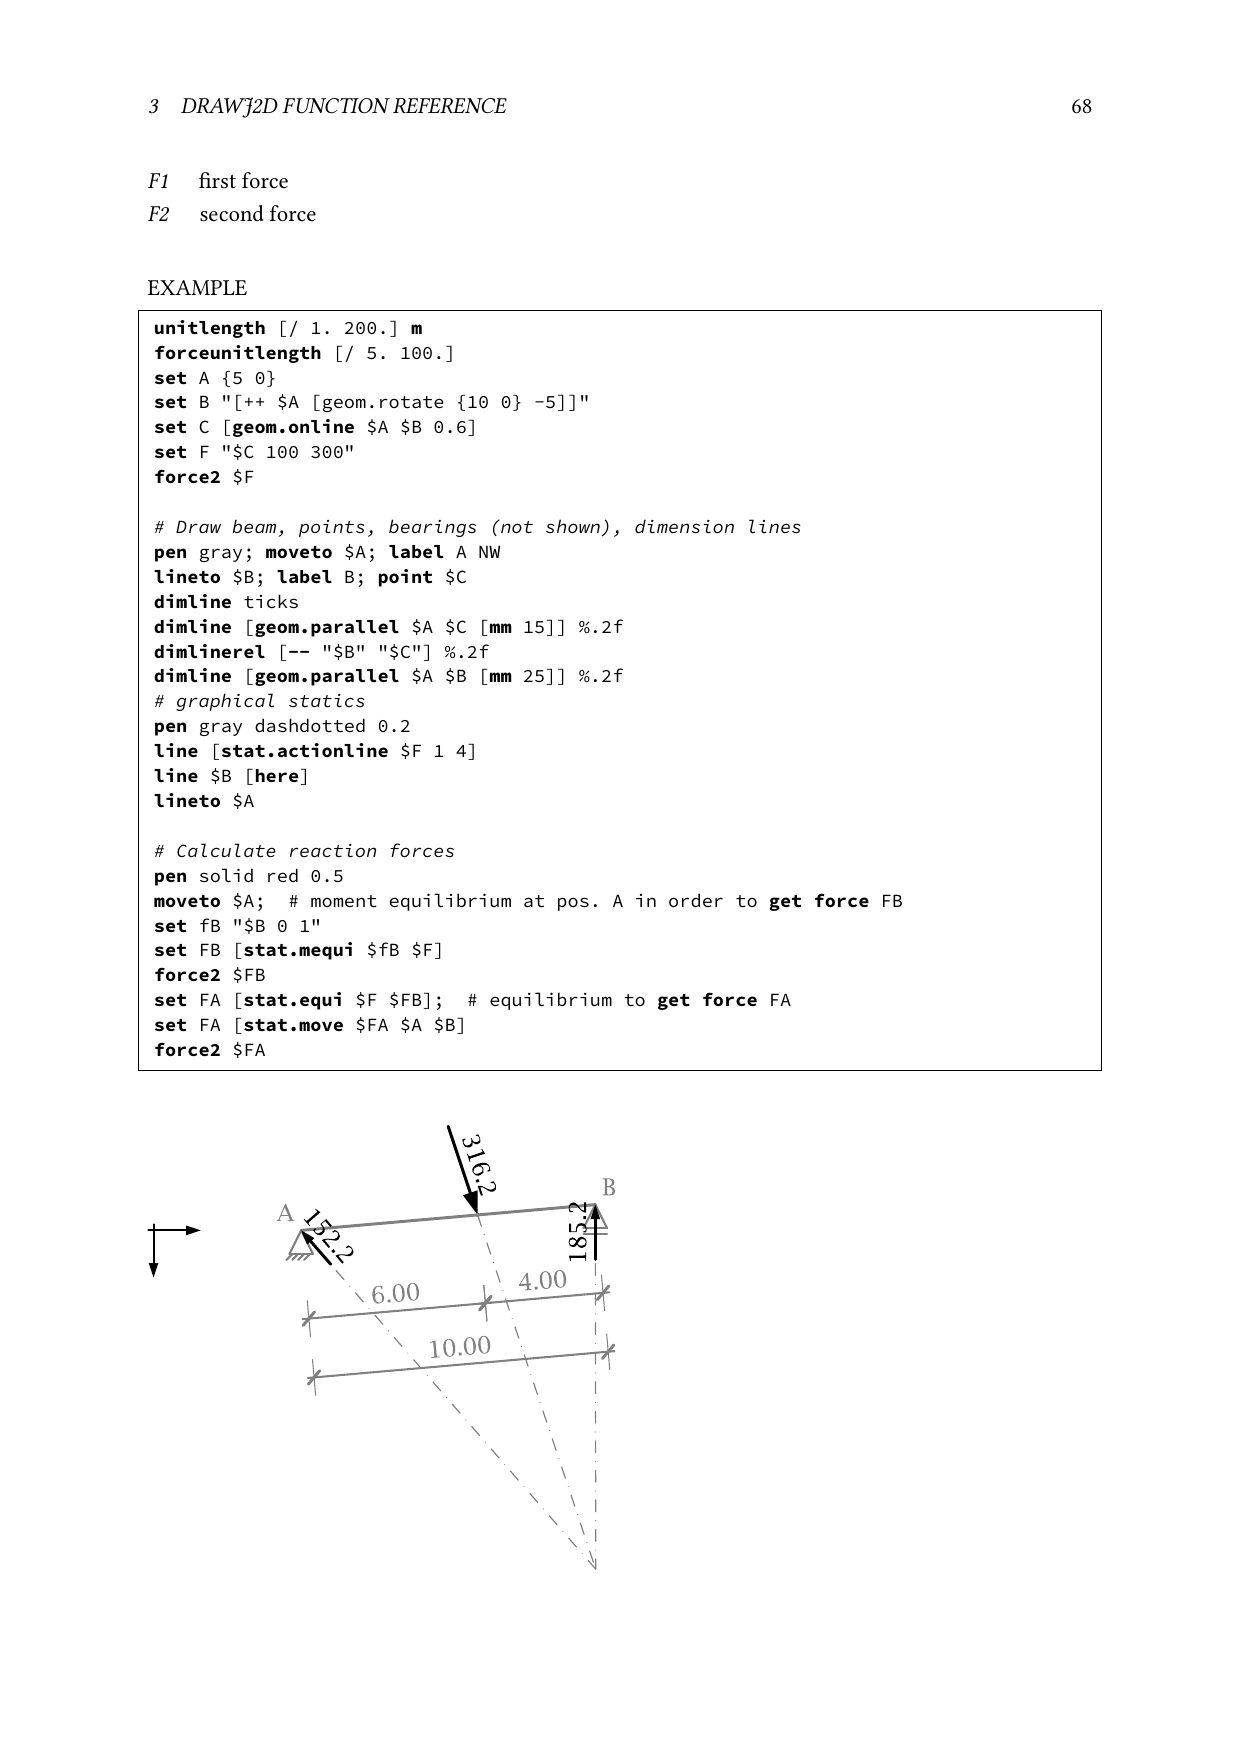 3 DRAWJ2D FUNCTION REFERENCE 68
F1 first force
F2 second force
EXAMPLE
unitlength [/ 1. 200.] m
forceunitlength [/ 5. 100.]
set A {5 0}
set B "[++ $A [geom.rotate {10 0} -5]]"
set C [geom.online $A $B 0.6]
set F "$C 100 300"
force2 $F
# Draw beam, points, bearings (not shown), dimension lines
pen gray; moveto $A; label A NW
lineto $B; label B; point $C
dimline ticks
dimline [geom.parallel $A $C [mm 15]] %.2f
dimlinerel [-- "$B" "$C"] %.2f
dimline [geom.parallel $A $B [mm 25]] %.2f
# graphical statics
pen gray dashdotted 0.2
line [stat.actionline $F 1 4]
line $B [here]
lineto $A
# Calculate reaction forces
pen solid red 0.5
moveto $A;  # moment equilibrium at pos. A in order to get force FB
set fB "$B 0 1"
set FB [stat.mequi $fB $F]
force2 $FB
set FA [stat.equi $F $FB];  # equilibrium to get force FA
set FA [stat.move $FA $A $B]
force2 $FA
316.2
B
A
152.2
185.2
6.00
4.00
10.00